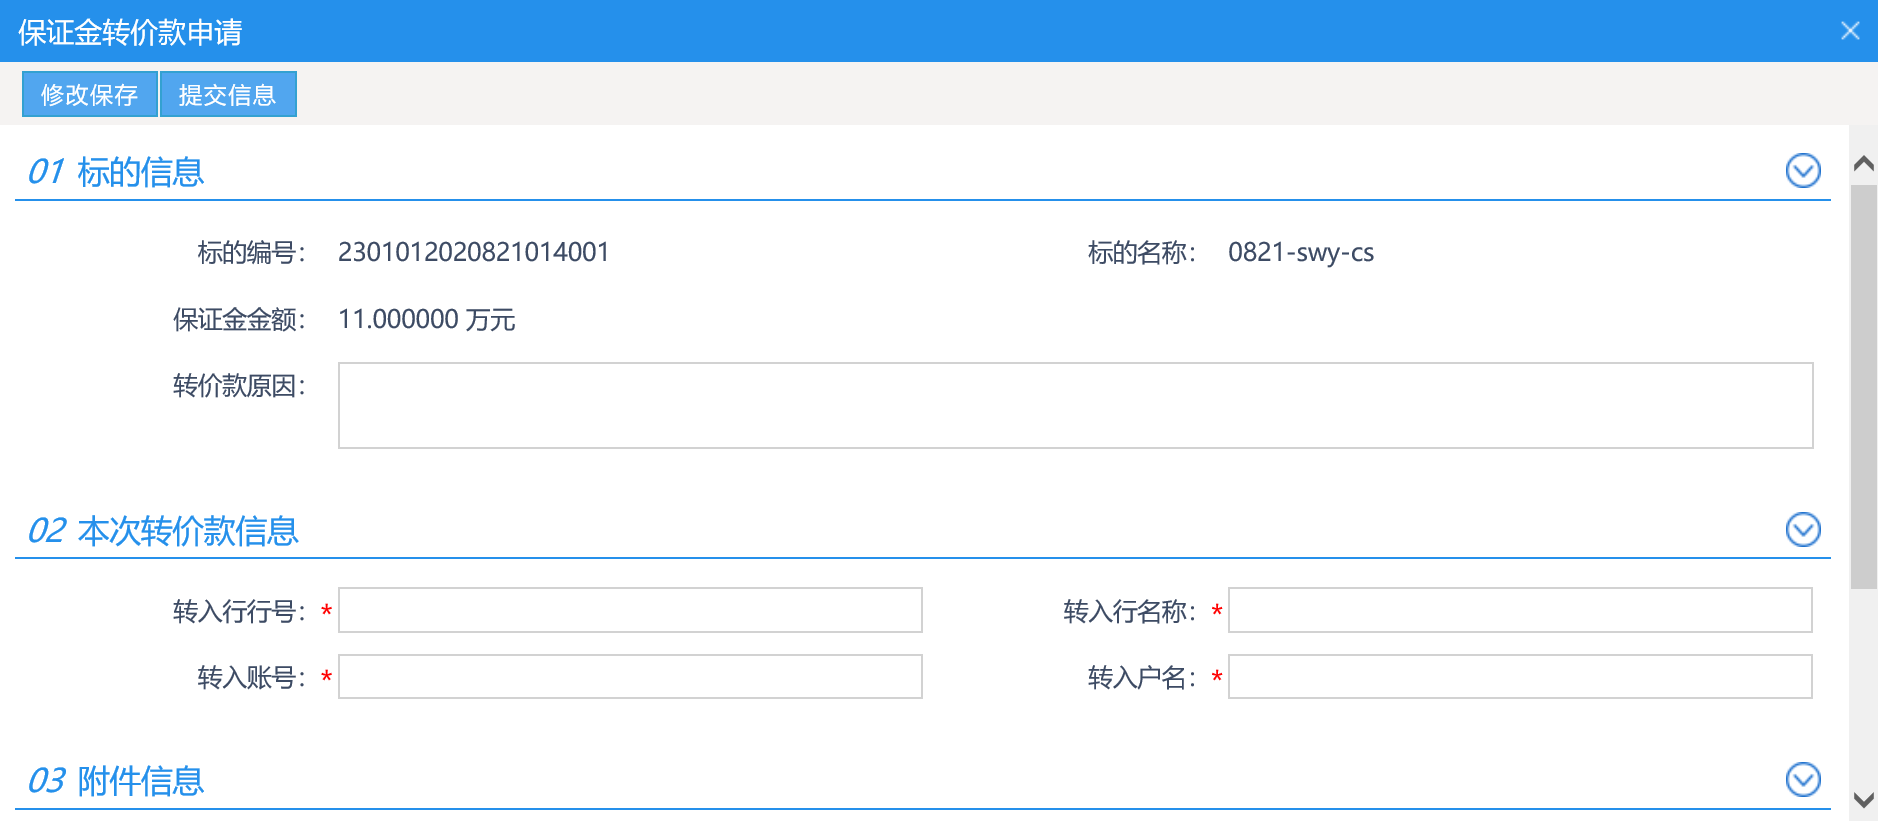 保证金转价款申请
修改保存 提交信息
01 标的信息
标的编号： 2301012020821014001 标的名称： 0821-swy-cs
保证金金额： 11.000000 万元
转价款原因：
02 本次转价款信息
转入行行号：* 转入行名称：*
转入账号：* 转入户名：*
03 附件信息